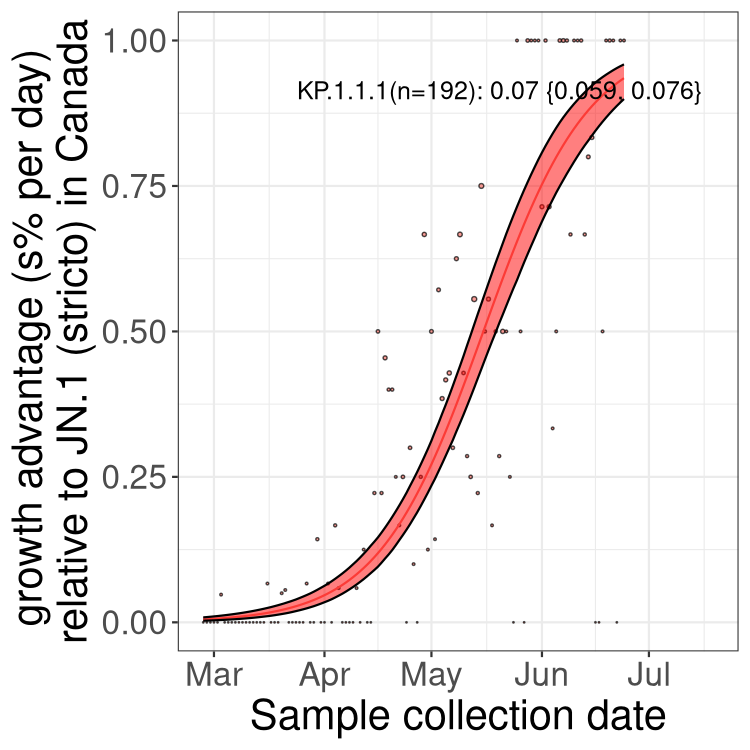 growth advantage (s% per day)
relative to JN.1 (stricto) in Canada
1.00
0.75
0.50
0.25
0.00
KP.1.1.1(n=192): 0.07 {0.059, 0.076}
Mar Apr May Jun Jul
Sample collection date